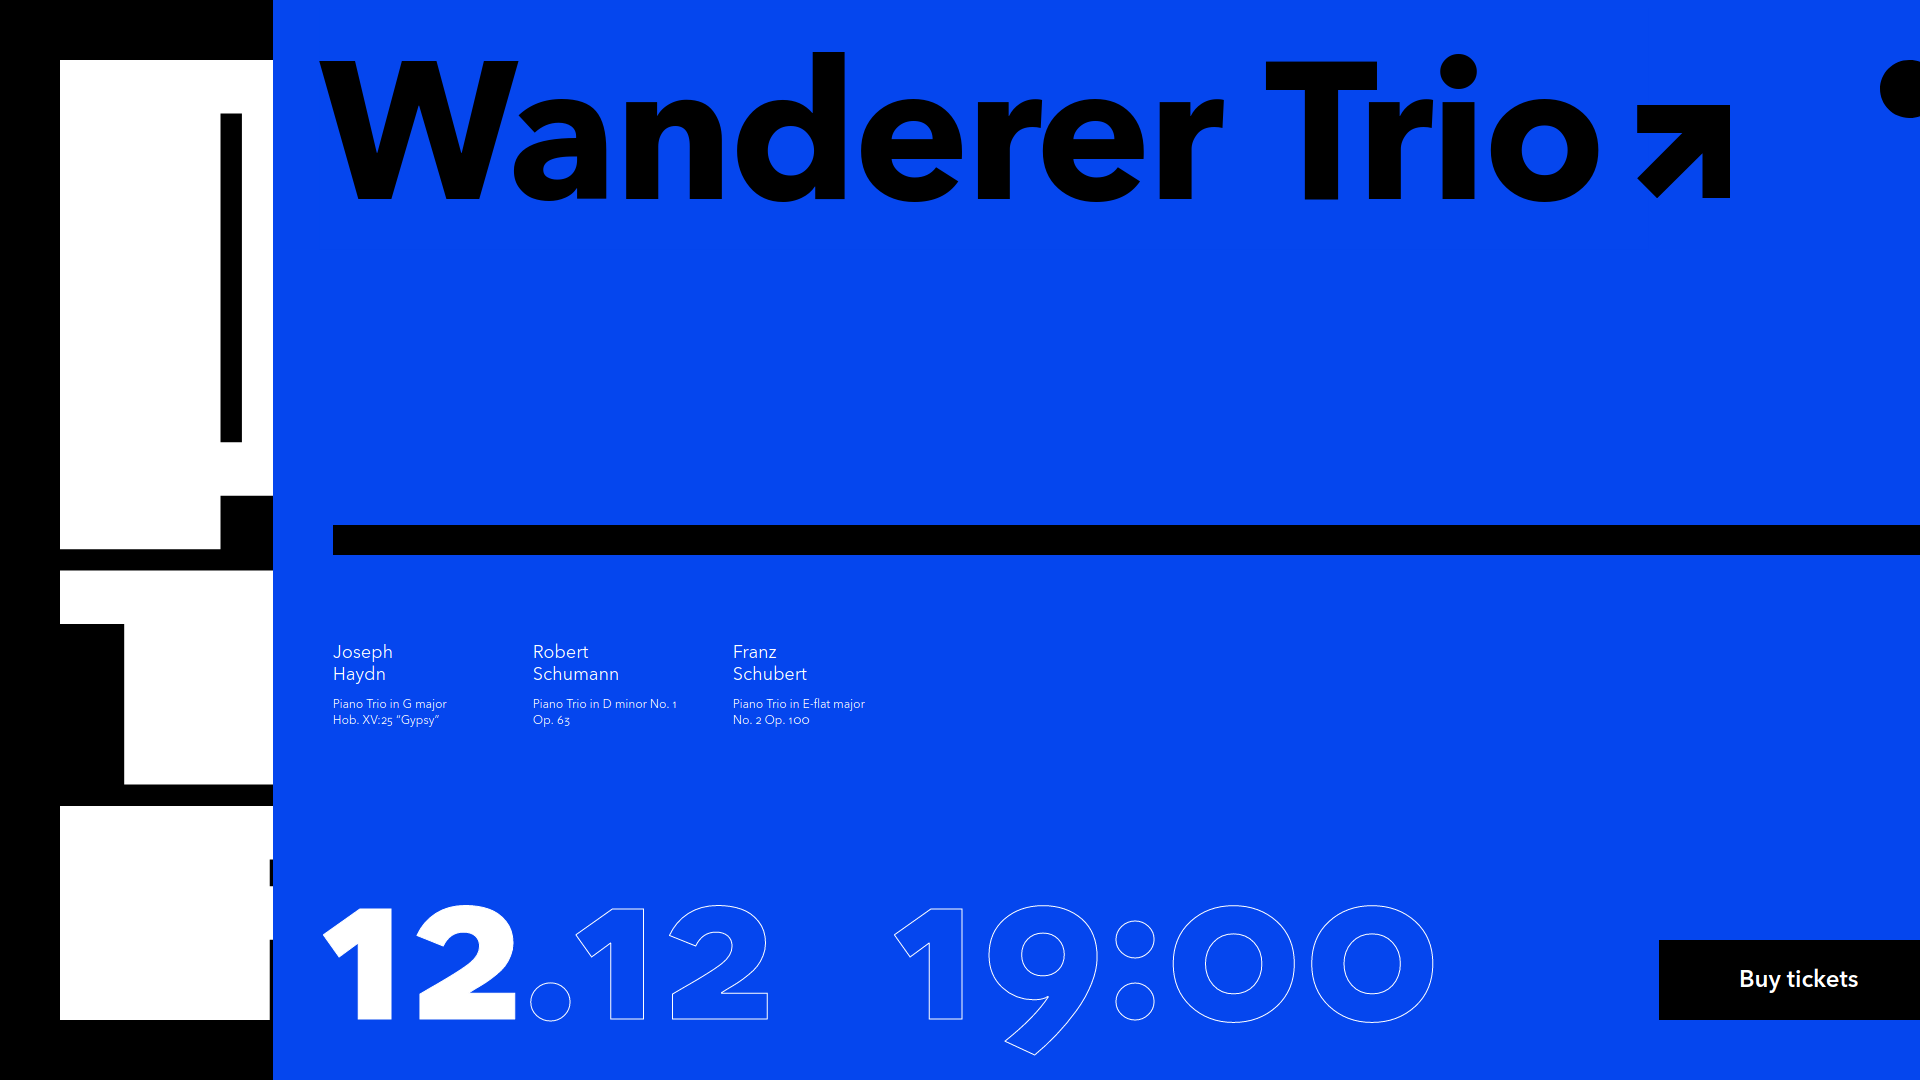 Wanderer Trio
Joseph
Haydn
Piano Trio in G major
Hob. XV:25 "Gypsy"
Robert
Schumann
Piano Trio in D minor No. 1
Op. 63
Franz
Schubert
Piano Trio in E-flat major
No. 2 Op. 100
12.12 19:00
Buy tickets